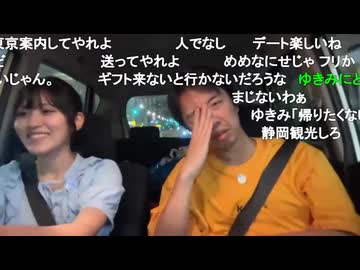 東京案内してやれよ 人でなし デート楽しいね
送ってやれよ めめなにせじゃ フリか
いじゃん。 ギフト来ないと行かないだろうな ゆきみにと
まじないわぁ
ゆきみ「帰りたくない
静岡観光しろ